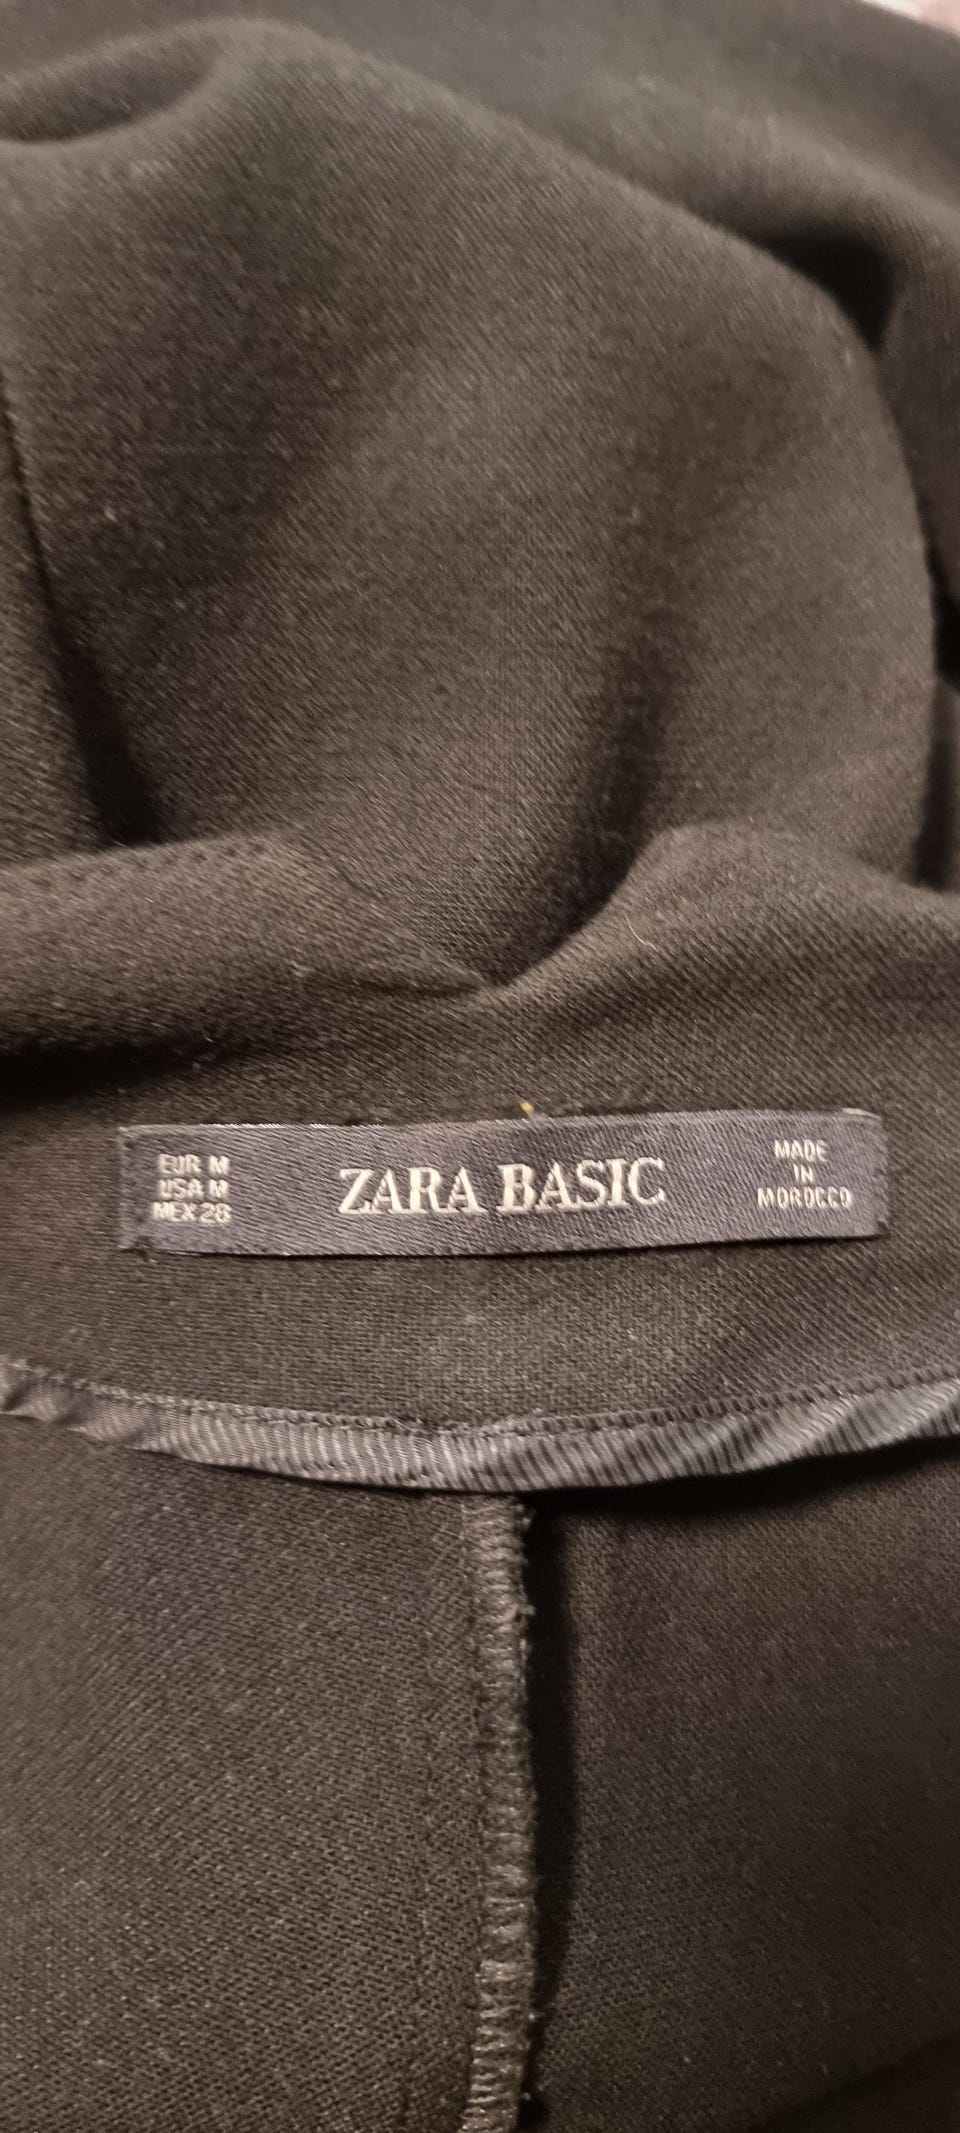 EUR M
USA M
MEX 28
ZARA BASIC
MADE
IN
MOROCCO